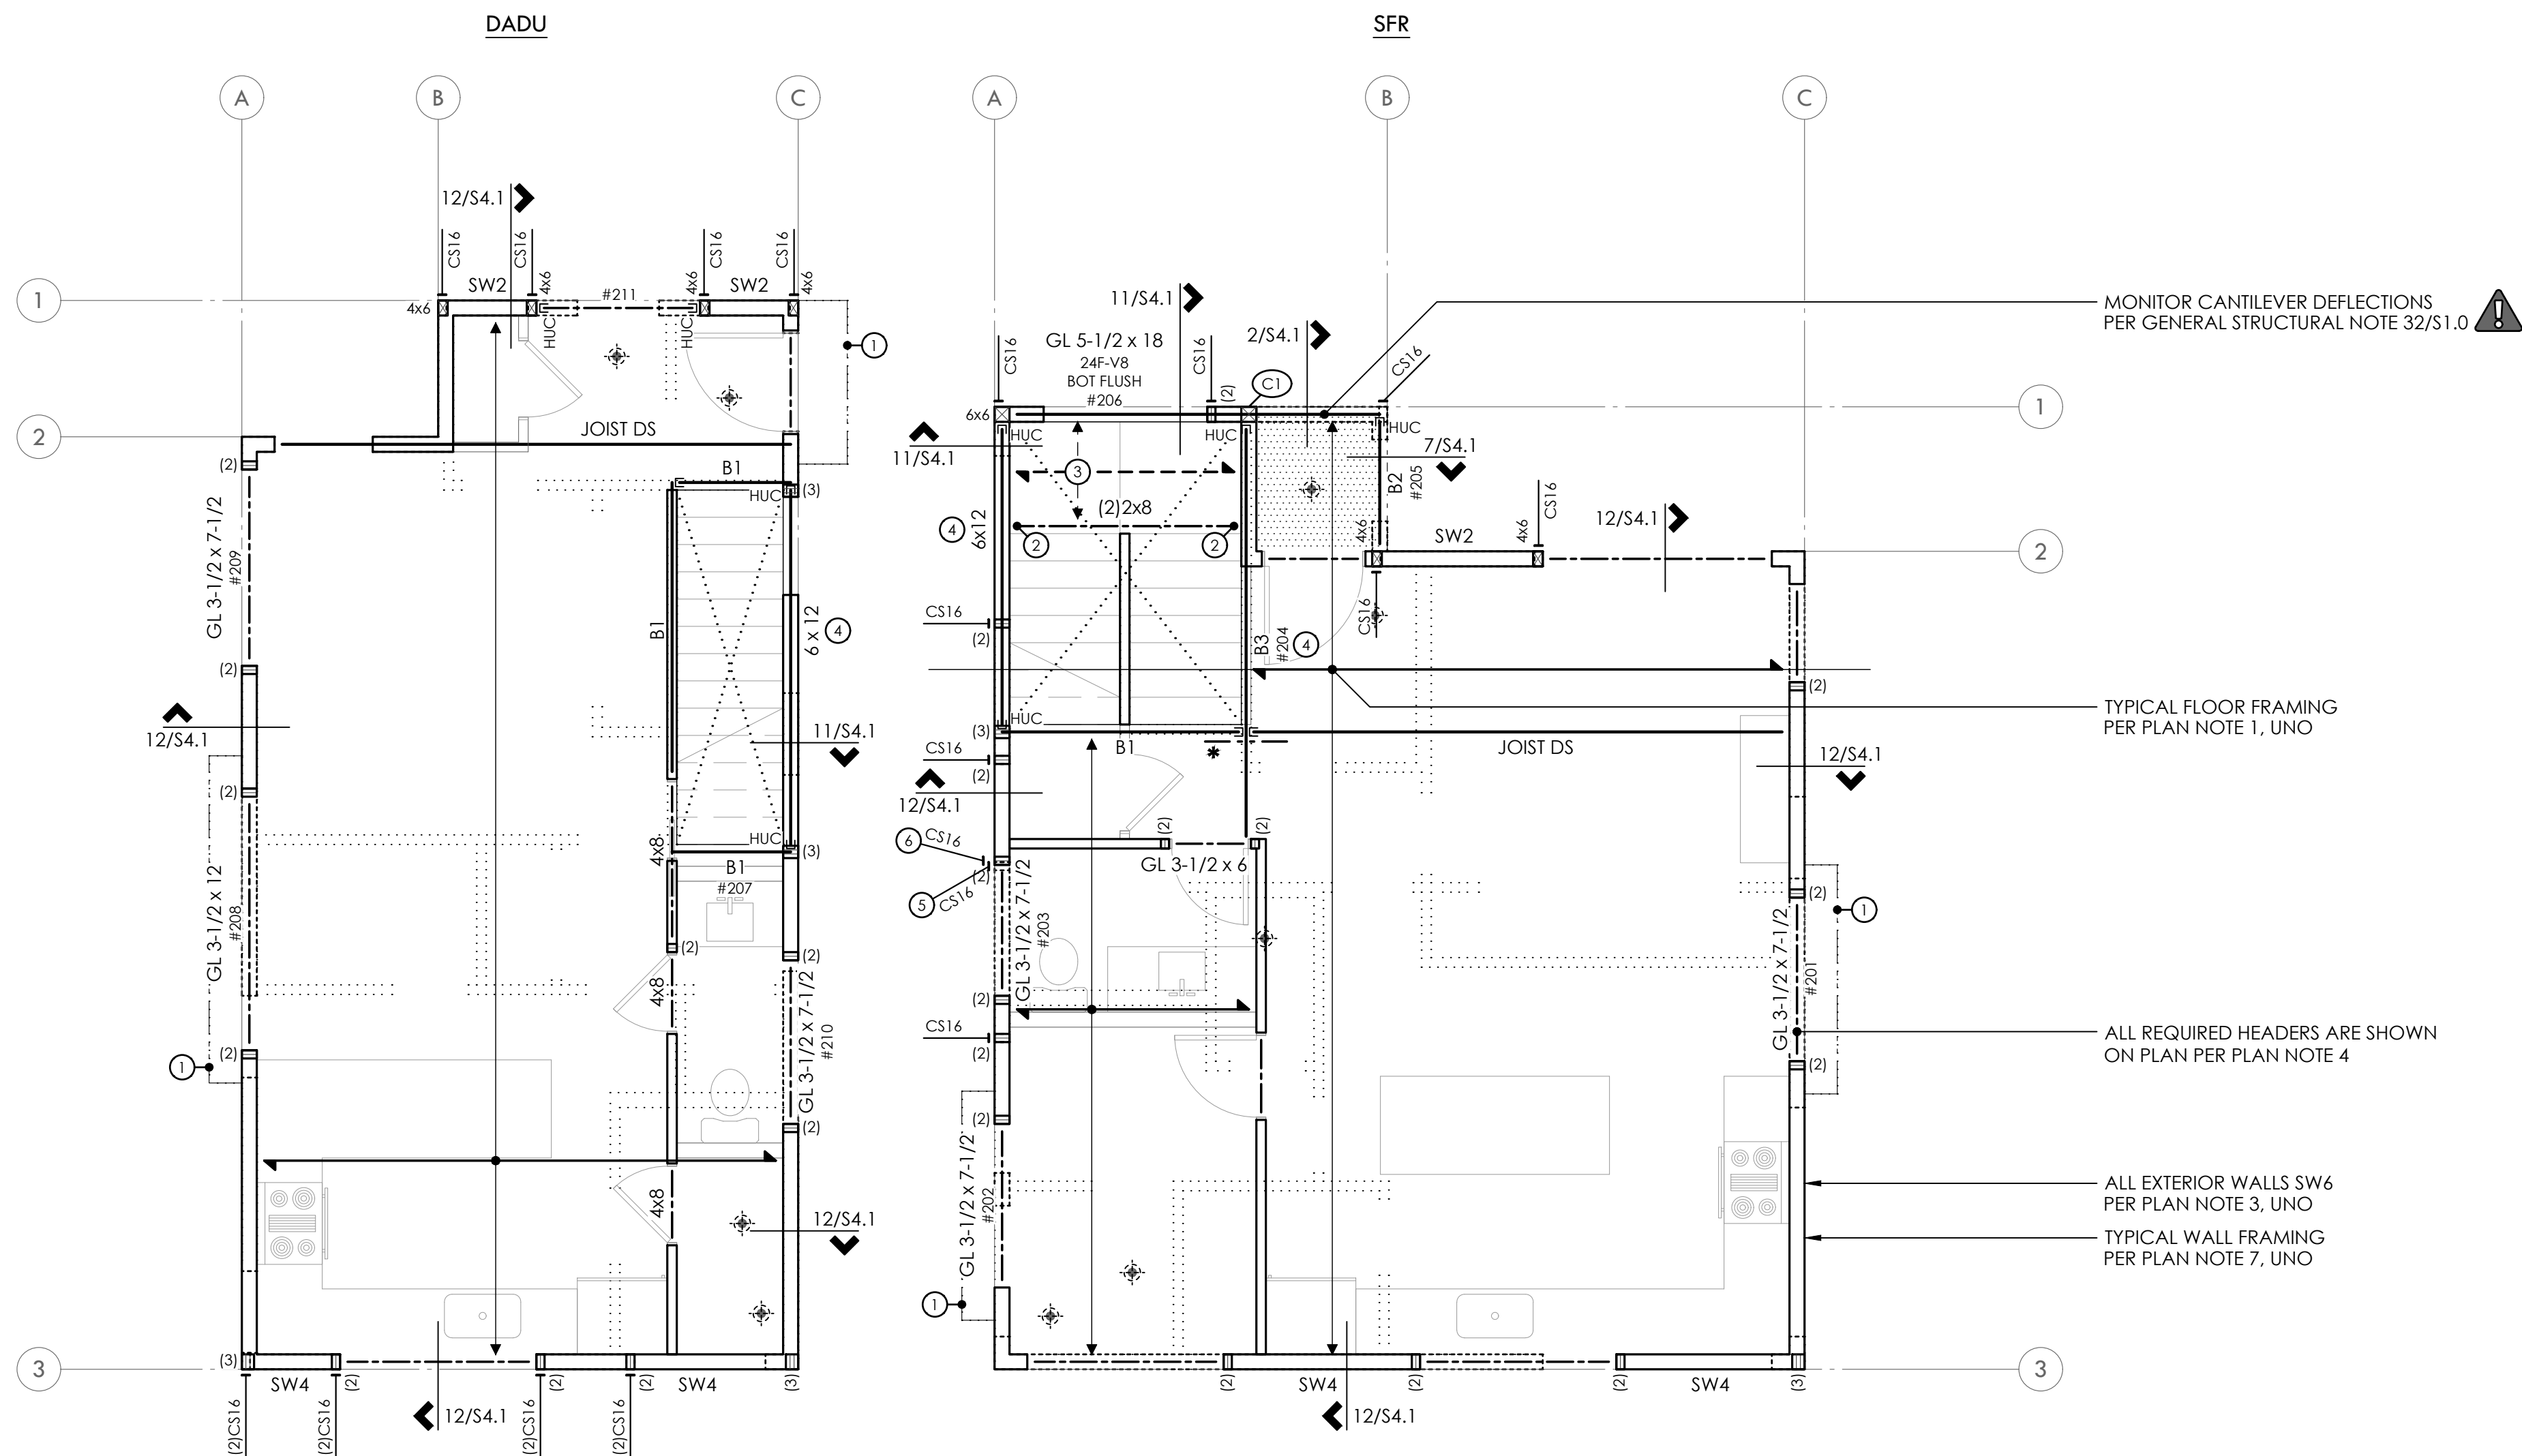 DADU
SFR
A
B
C
A
B
C
12/S4.1
CS16
CS16
CS16
CS16
1
4x6
SW2
4x6
#211
4x6
SW2
4x6
HUC
HUC
1
2
JOIST DS
(2)
B1
HUC
(3)
GL 3-1/2 x 7-1/2
#209
B1
6 x 12
4
(2)
12/S4.1
11/S4.1
(2)
4x8
HUC
(3)
B1
#207
GL 3-1/2 x 12
#208
(2)
(2)
4x8
GL 3-1/2 x 7-1/2
#210
(2)
1
(2)
4x8
12/S4.1
3
(3)
SW4
(2)
(2)
(2)
SW4
(3)
(2)CS16
(2)CS16
(2)CS16
(2)CS16
12/S4.1
11/S4.1
2/S4.1
CS16
GL 5-1/2 x 18
24F-V8
BOT FLUSH
#206
CS16
(2)
C1
CS16
MONITOR CANTILEVER DEFLECTIONS
PER GENERAL STRUCTURAL NOTE 32/S1.0
1
6x6
HUC
HUC
HUC
11/S4.1
3
7/S4.1
B2
#205
(2)2x8
4
6x12
2
2
4x6
SW2
4x6
CS16
12/S4.1
2
CS16
(2)
B3
#204
4
CS16
(2)
HUC
(3)
B1
*
JOIST DS
TYPICAL FLOOR FRAMING
PER PLAN NOTE 1, UNO
CS16
(2)
12/S4.1
12/S4.1
(2)
(2)
6
CS16
5
CS16
(2)
GL 3-1/2 x 6
GL 3-1/2 x 7-1/2
#203
(2)
1
GL 3-1/2 x 7-1/2
#201
(2)
CS16
(2)
(2)
ALL REQUIRED HEADERS ARE SHOWN
ON PLAN PER PLAN NOTE 4
(2)
GL 3-1/2 x 7-1/2
#202
1
ALL EXTERIOR WALLS SW6
PER PLAN NOTE 3, UNO
TYPICAL WALL FRAMING
PER PLAN NOTE 7, UNO
3
(2)
SW4
(2)
(2)
SW4
(3)
12/S4.1